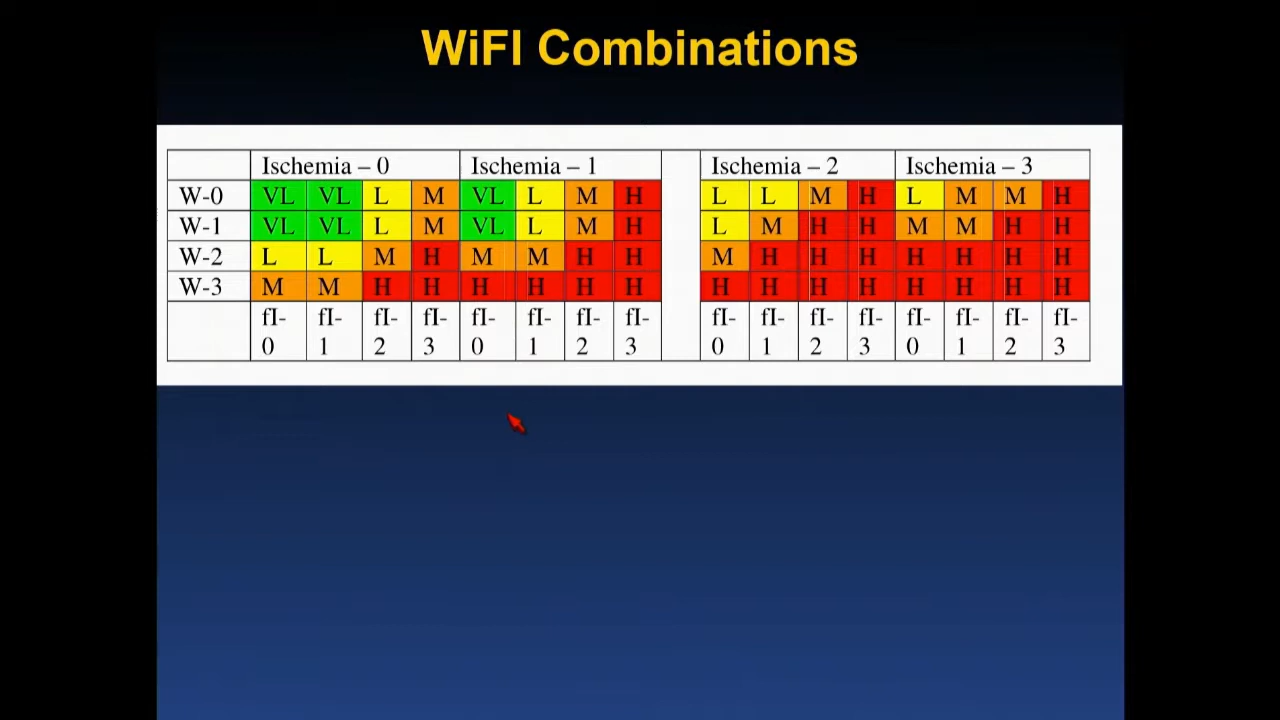 WiFI Combinations
Ischemia – 0 Ischemia – 1 Ischemia – 2 Ischemia – 3
W-0 VL VL L M VL L M H L L M H L M M H
W-1 VL VL L M VL L M H L M H H M M H H
W-2 L L M H M M H H M H H H H H H H
W-3 M M H H H H H H H H H H H H H H
fI- fI- fI- fI- fI- fI- fI- fI- fI- fI- fI- fI- fI- fI- fI- fI-
0 1 2 3 0 1 2 3 0 1 2 3 0 1 2 3